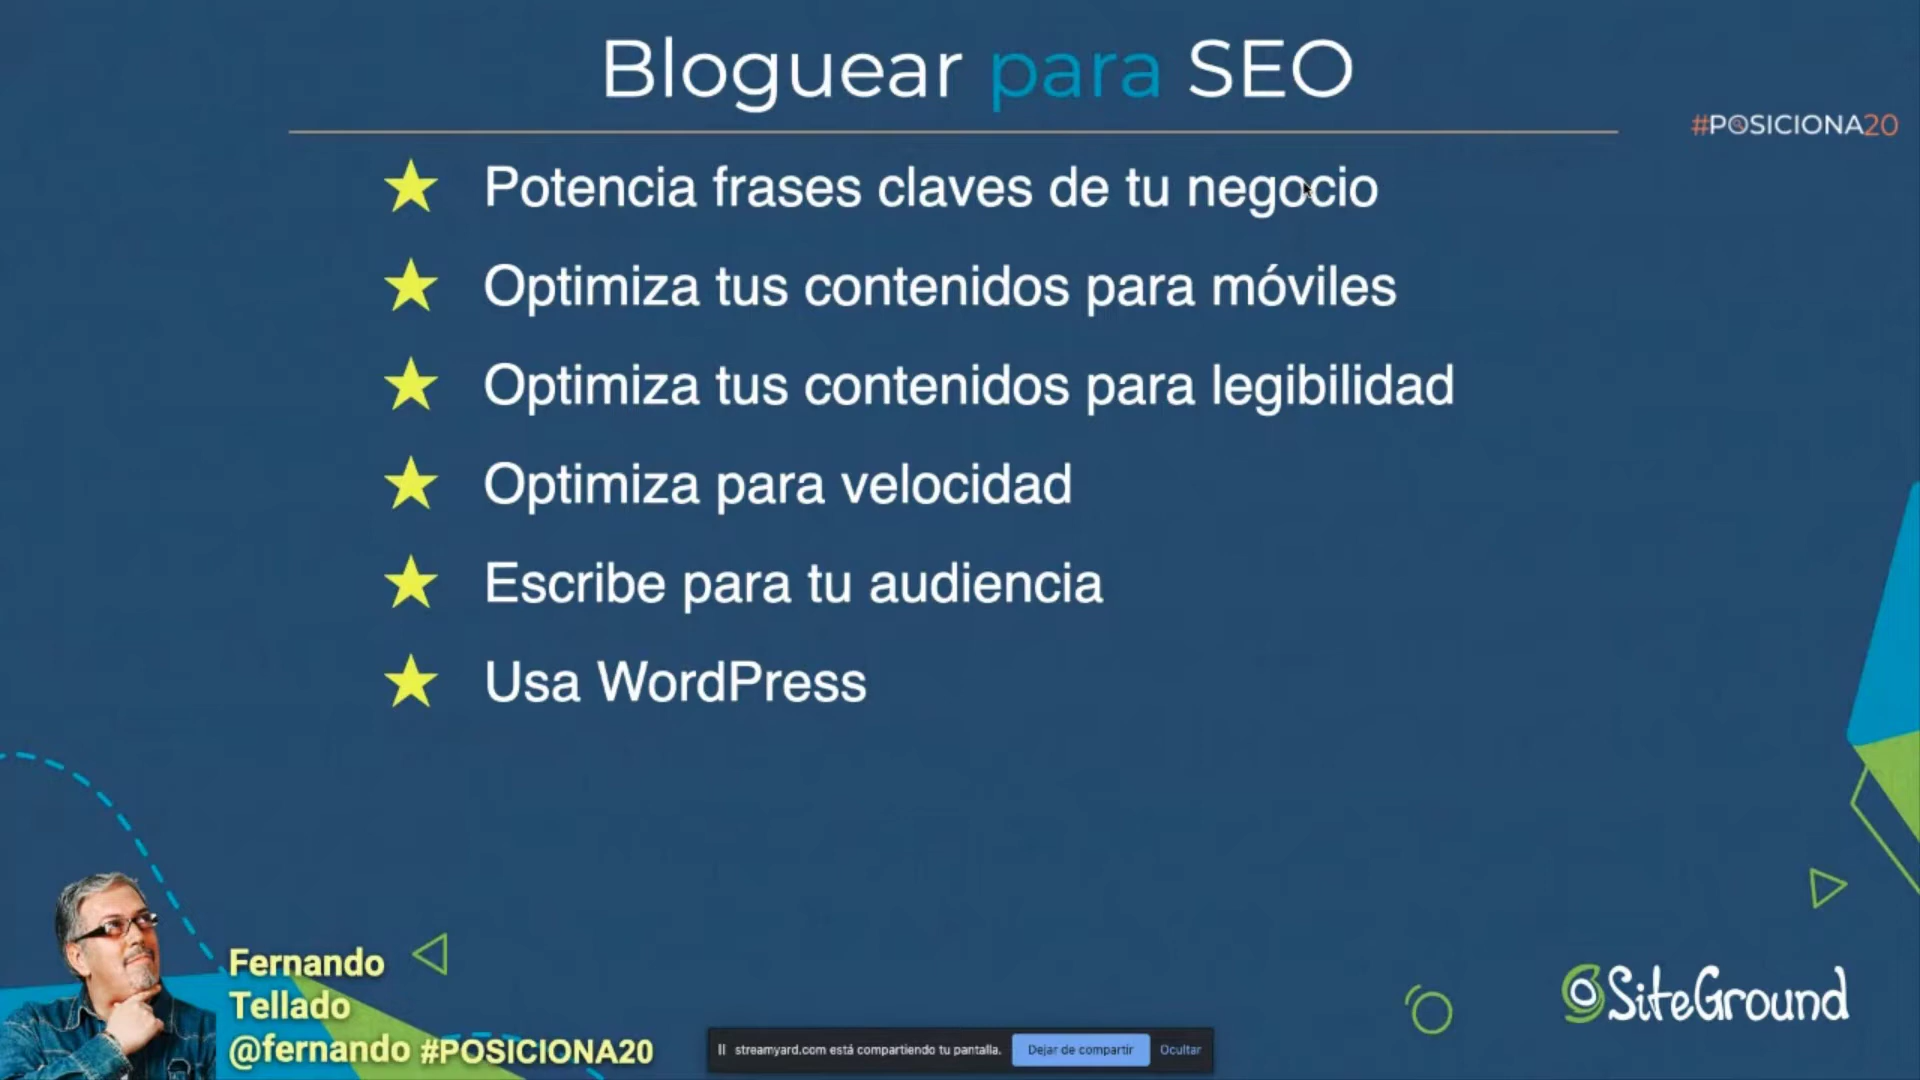 Bloguear para SEO
#POSICIONA20
Potencia frases claves de tu negocio
Optimiza tus contenidos para móviles
Optimiza tus contenidos para legibilidad
Optimiza para velocidad
Escribe para tu audiencia
Usa WordPress
Fernando
Tellado
@fernando #POSICIONA20
streamyard.com está compartiendo tu pantalla.
Dejar de compartir
Ocultar
SiteGround